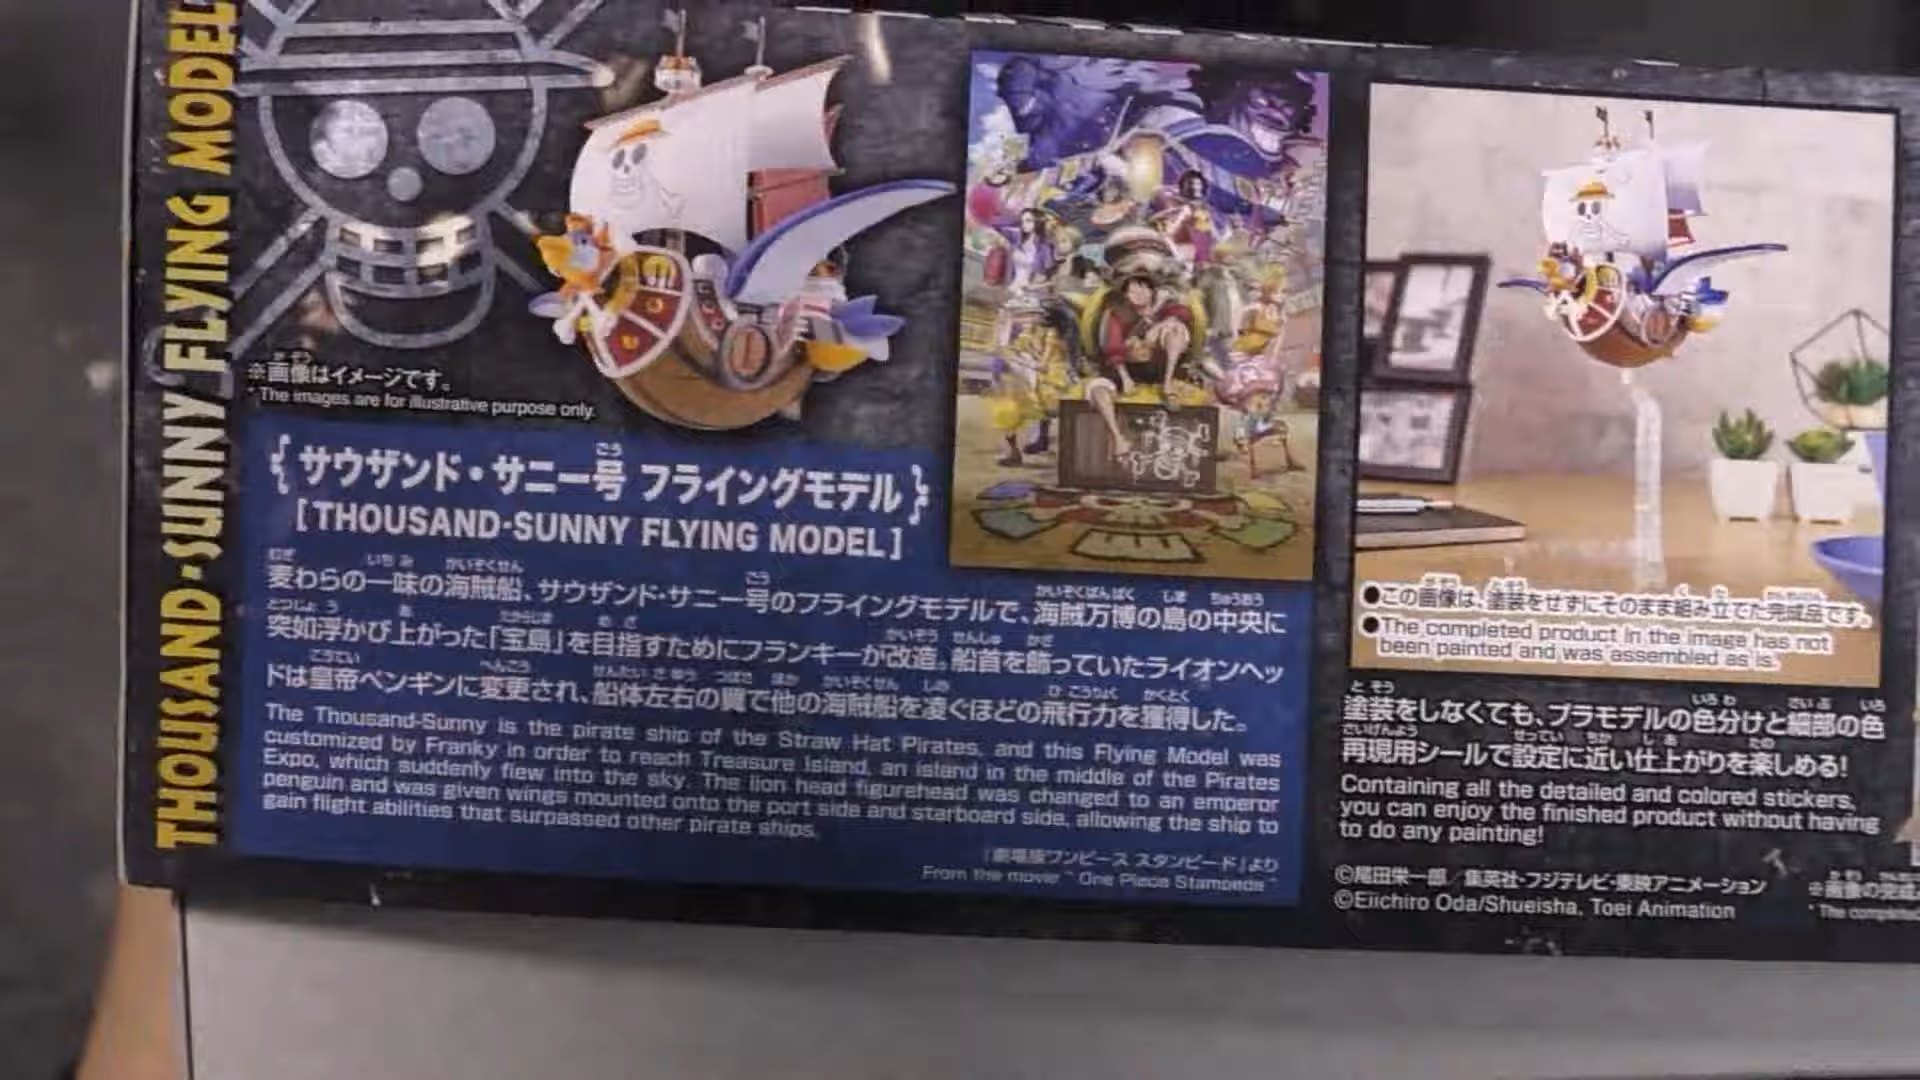 THOUSAND-SUNNY FLYING MODEL
※画像はイメージです。
* The images are for illustrative purpose only.
サウザンド・サニー号 フライングモデル
[THOUSAND-SUNNY FLYING MODEL]
麦わらの一味の海賊船、サウザンド・サニー号のフライングモデルで、海賊万博の島の中央に
突如浮かび上がった「宝島」を目指すためにフランキーが改造。船首を飾っていたライオンヘッ
ドは皇帝ペンギンに変更され、船体左右の翼で他の海賊船を凌ぐほどの飛行力を獲得した。
The Thousand-Sunny is the pirate ship of the Straw Hat Pirates, and this Flying Model was
customized by Franky in order to reach Treasure Island, an island in the middle of the Pirates
Expo, which suddenly flew into the sky. The lion head figurehead was changed to an emperor
penguin and was given wings mounted onto the port side and starboard side, allowing the ship to
gain flight abilities that surpassed other pirate ships.
「劇場版ワンピース スタンピード」より
From the movie " One Piece Stampede "
●この画像は、塗装をせずにそのまま組み立てた完成品です。
●The completed product in the image has not
been painted and was assembled as is.
塗装をしなくても、プラモデルの色分けと細部の色
再現用シールで設定に近い仕上がりを楽しめる!
Containing all the detailed and colored stickers,
you can enjoy the finished product without having
to do any painting!
©尾田栄一郎/集英社・フジテレビ・東映アニメーション
©Eiichiro Oda/Shueisha, Toei Animation
※画像の完成
* The completed